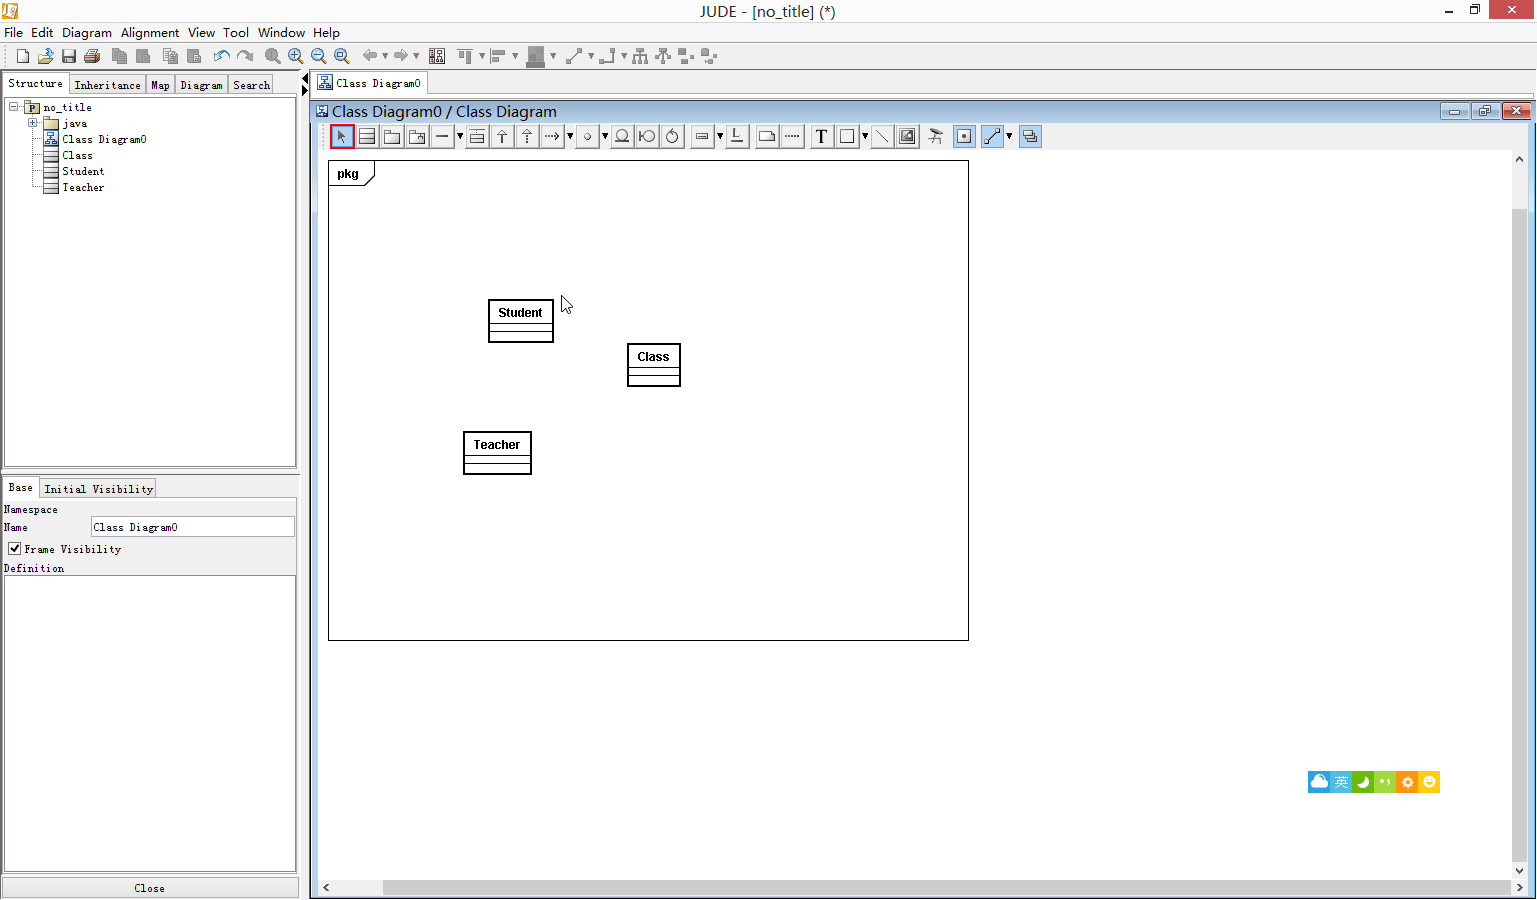 JUDE - [no_title] (*)
File Edit Diagram Alignment View Tool Window Help
Structure Inheritance Map Diagram Search
Class Diagram0
no_title
java
Class Diagram0
Class
Student
Teacher
Class Diagram0 / Class Diagram
T
pkg
Student
Class
Teacher
Base Initial Visibility
Namespace
Name Class Diagram0
Frame Visibility
Definition
英
Close